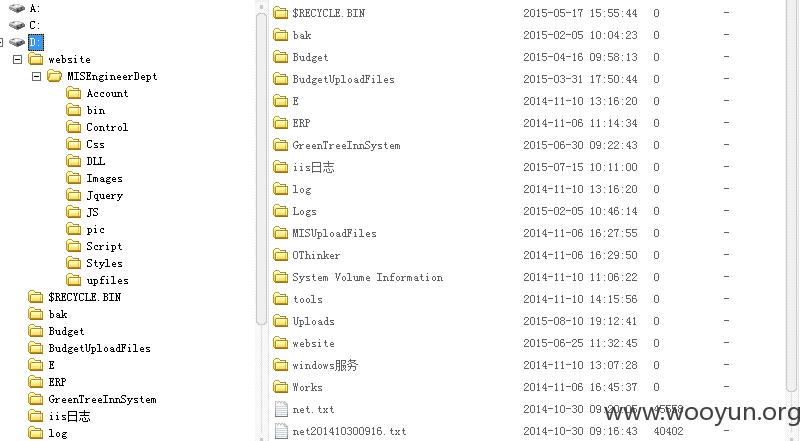 A:
C:
D:
website
MISEngineerDept
Account
bin
Control
Css
DLL
Images
Jquery
JS
pic
Script
Styles
upfiles
$RECYCLE.BIN
bak
Budget
BudgetUploadFiles
E
ERP
GreenTreeInnSystem
iis日志
log
$RECYCLE.BIN 2015-05-17 15:55:44 0 -
bak 2015-02-05 10:04:23 0 -
Budget 2015-04-16 09:58:13 0 -
BudgetUploadFiles 2015-03-31 17:50:44 0 -
E 2014-11-10 13:16:20 0 -
ERP 2014-11-06 11:14:34 0 -
GreenTreeInnSystem 2015-06-30 09:22:43 0 -
iis日志 2015-07-15 10:11:00 0 -
log 2014-11-10 13:16:20 0 -
Logs 2015-02-05 10:46:14 0 -
MISUploadFiles 2014-11-06 16:27:55 0 -
OThinker 2014-11-06 16:29:50 0 -
System Volume Information 2014-11-10 11:06:22 0 -
tools 2014-11-10 14:15:56 0 -
Uploads 2015-08-10 19:12:41 0 -
website 2015-06-25 11:32:45 0 -
windows服务 2014-11-10 13:07:28 0 -
Works 2014-11-06 16:45:37 0 -
net.txt 2014-10-30
net201410300916.txt 2014-10-30 09:16:43 40402 -
www.wooyun.org